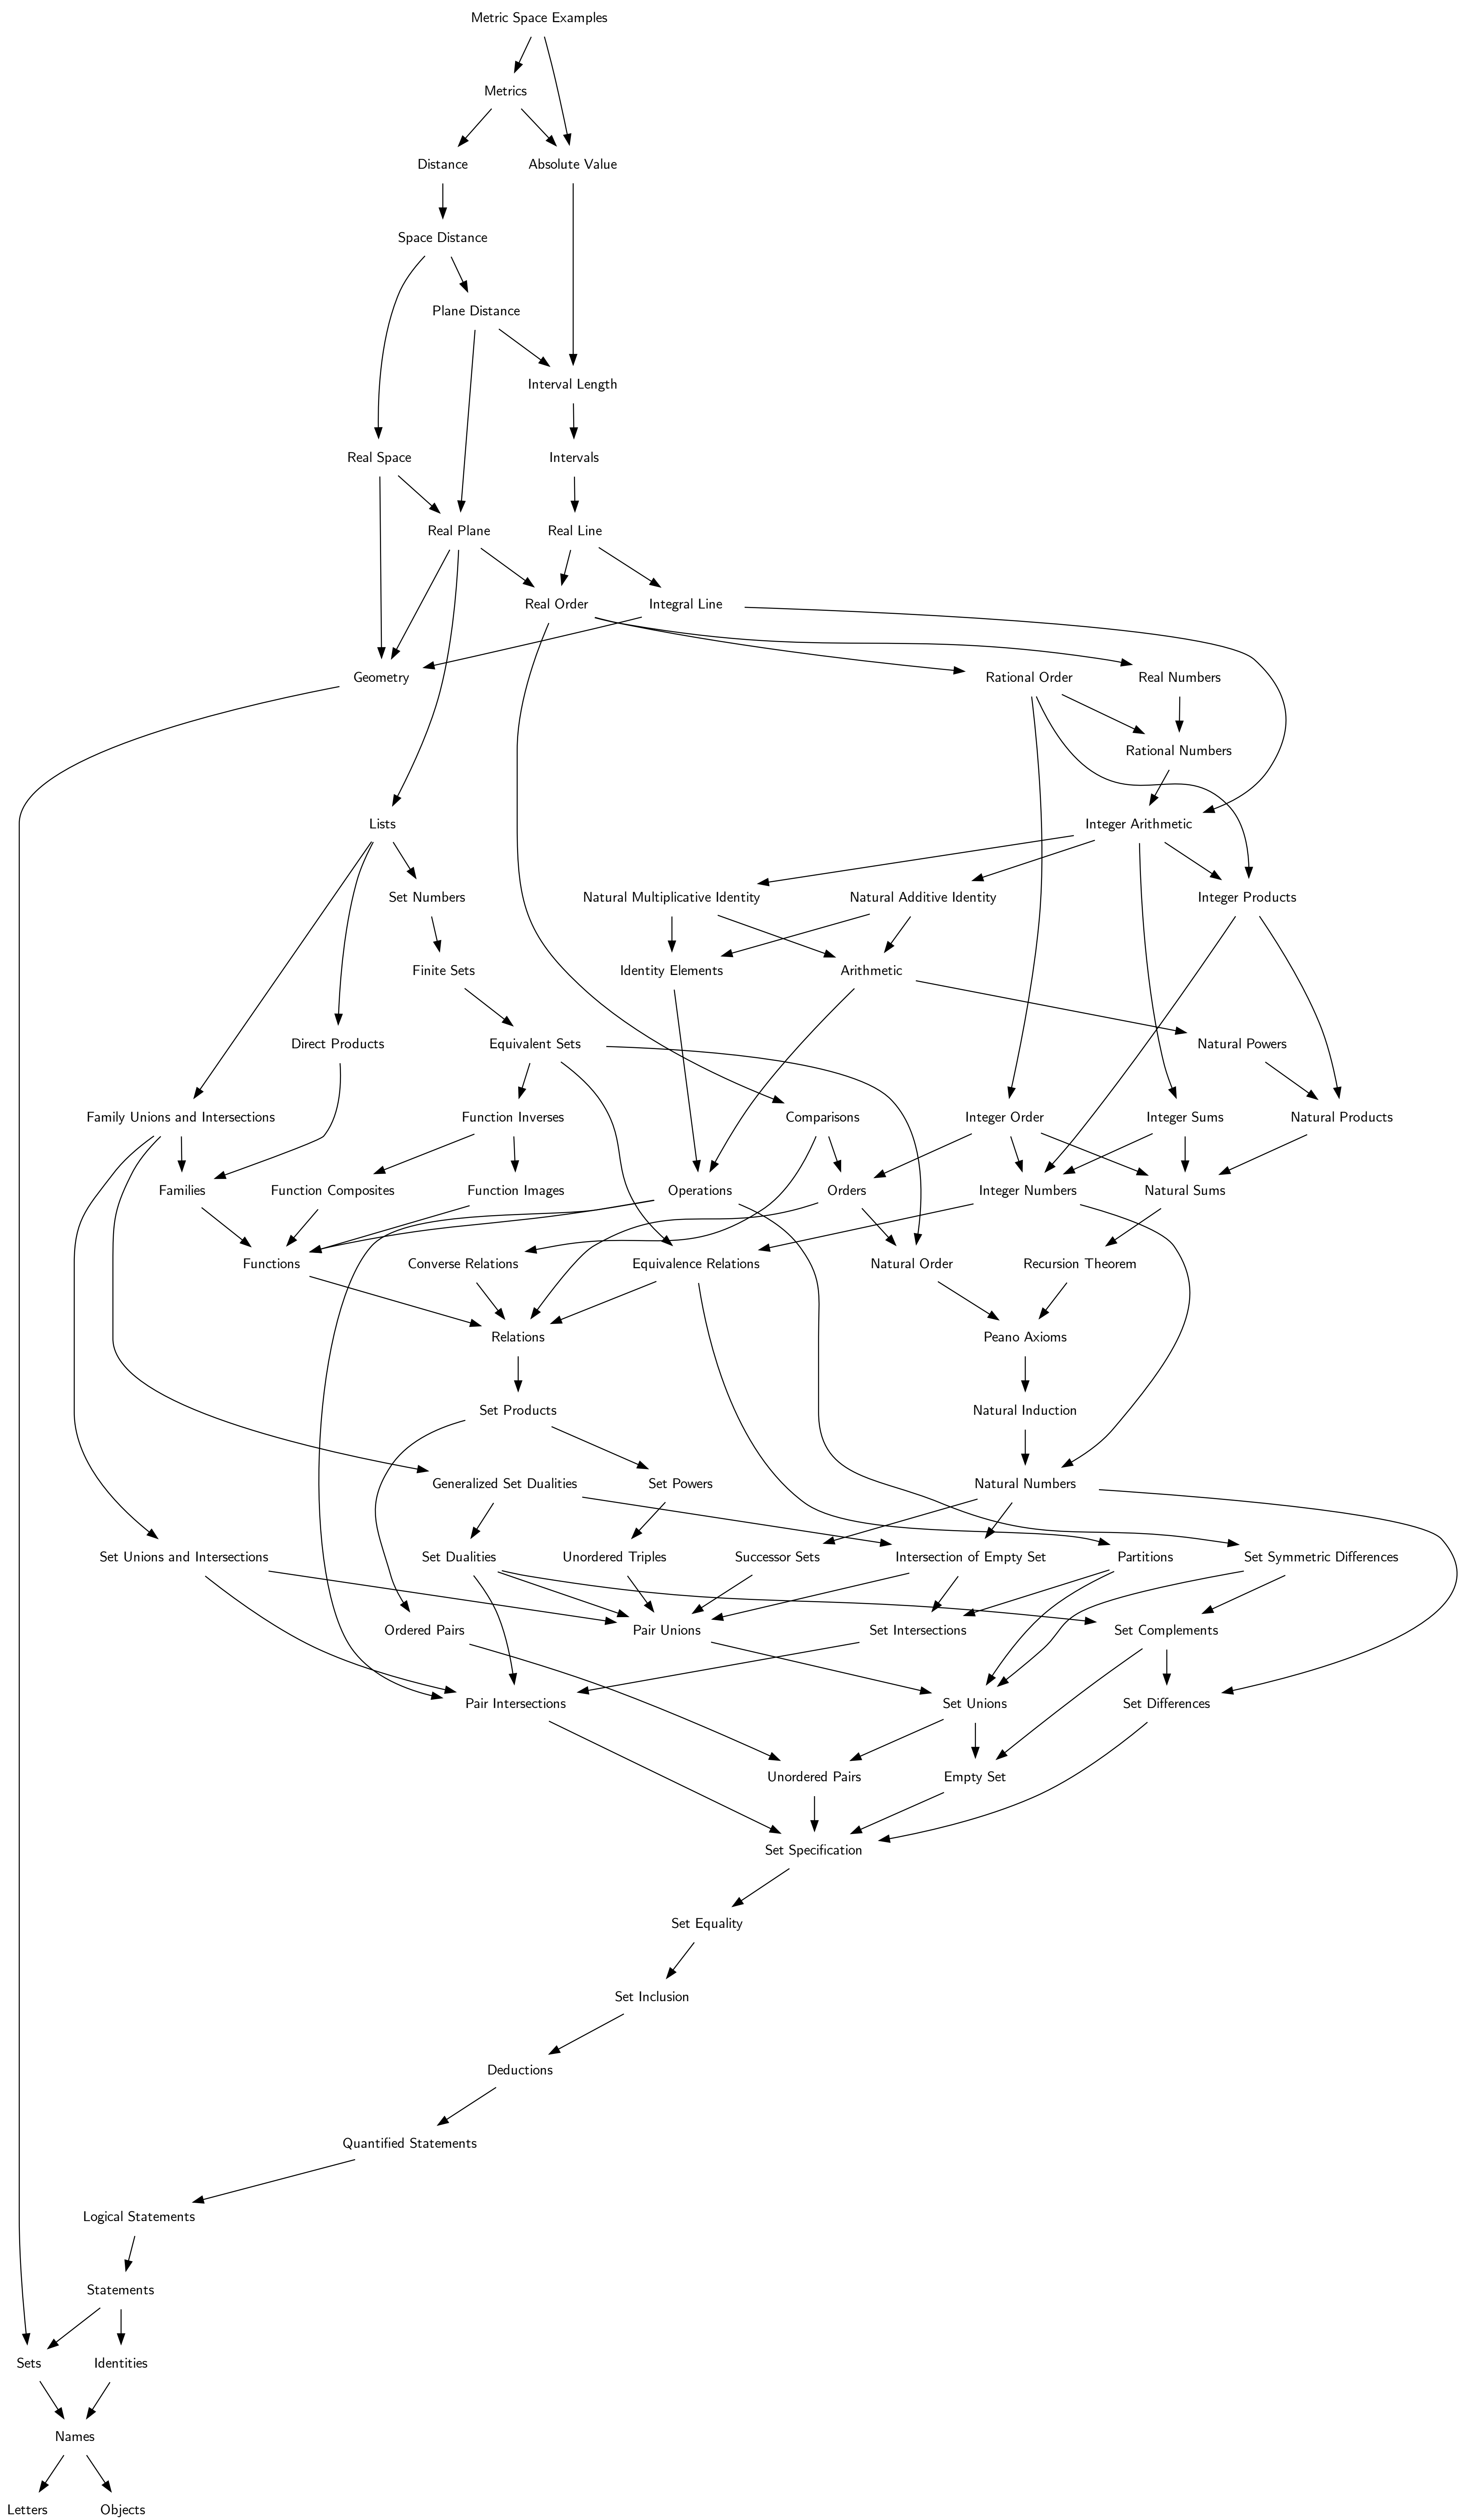 Metric Space Examples
Metrics
Distance
Absolute Value
Space Distance
Plane Distance
Interval Length
Real Space
Intervals
Real Plane
Real Line
Real Order
Integral Line
Geometry
Rational Order
Real Numbers
Rational Numbers
Lists
Integer Arithmetic
Set Numbers
Natural Multiplicative Identity
Natural Additive Identity
Integer Products
Finite Sets
Identity Elements
Arithmetic
Direct Products
Equivalent Sets
Natural Powers
Family Unions and Intersections
Function Inverses
Comparisons
Integer Order
Integer Sums
Natural Products
Families
Function Composites
Function Images
Operations
Orders
Integer Numbers
Natural Sums
Functions
Converse Relations
Equivalence Relations
Natural Order
Recursion Theorem
Relations
Peano Axioms
Set Products
Natural Induction
Generalized Set Dualities
Set Powers
Natural Numbers
Set Unions and Intersections
Set Dualities
Unordered Triples
Successor Sets
Intersection of Empty Set
Partitions
Set Symmetric Differences
Ordered Pairs
Pair Unions
Set Intersections
Set Complements
Pair Intersections
Set Unions
Set Differences
Unordered Pairs
Empty Set
Set Specification
Set Equality
Set Inclusion
Deductions
Quantified Statements
Logical Statements
Statements
Sets
Identities
Names
Letters
Objects